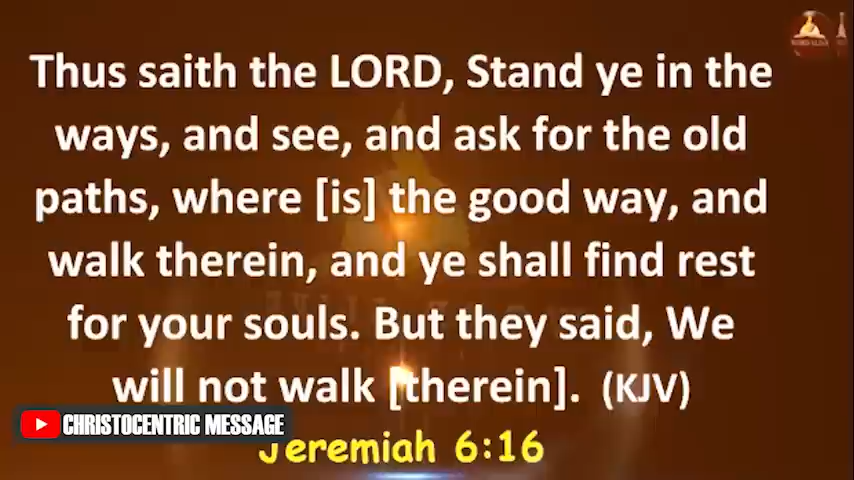 Thus saith the LORD, Stand ye in the
ways, and see, and ask for the old
paths, where [is] the good way, and
walk therein, and ye shall find rest
for your souls. But they said, We
will not walk [therein]. (KJV)
CHRISTOCENTRIC MESSAGE
Jeremiah 6:16